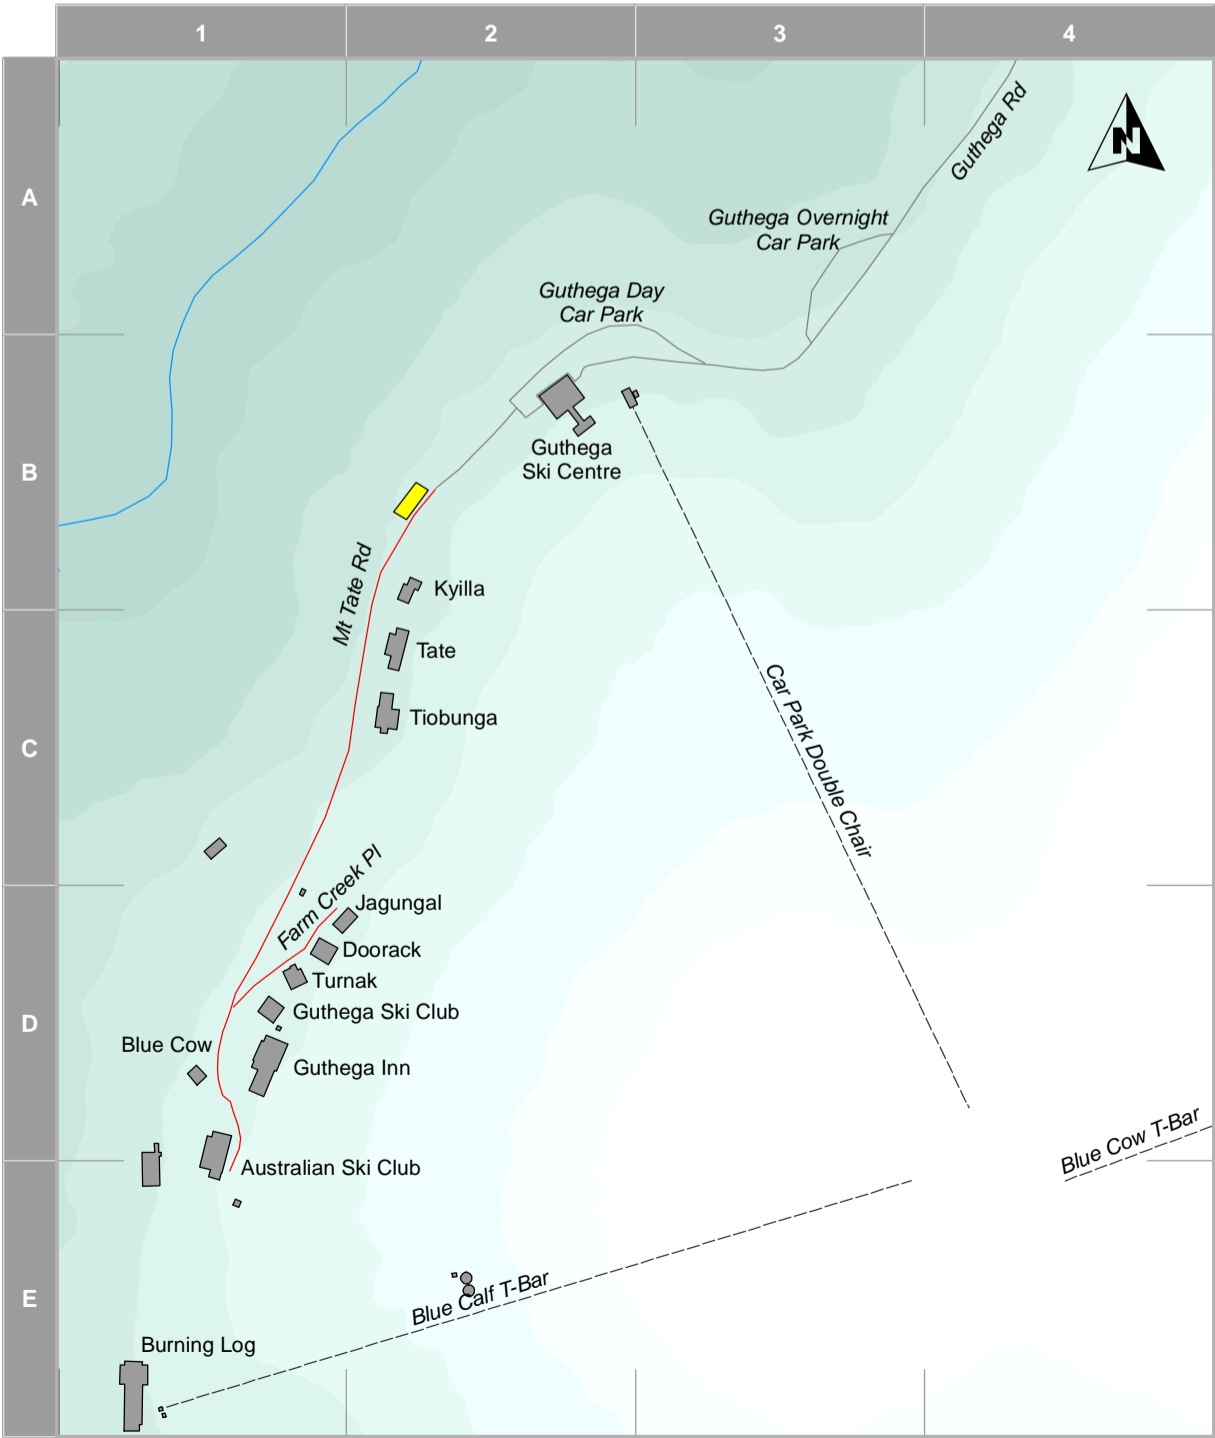 1
2
3
4
A
Guthega Rd
N
Guthega Overnight
Car Park
Guthega Day
Car Park
B
Guthega
Ski Centre
Mt Tate Rd
Kyilla
C
Tate
Tiobunga
Car Park Double Chair
Farm Creek Pl
Jagungal
Doorack
Turnak
D
Guthega Ski Club
Blue Cow
Guthega Inn
Blue Cow T-Bar
Australian Ski Club
E
Blue Calf T-Bar
Burning Log